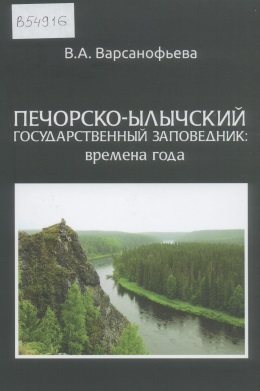 В54916
В.А. Варсанофьева
ПЕЧОРСКО-ЫЛЫЧСКИЙ
ГОСУДАРСТВЕННЫЙ ЗАПОВЕДНИК:
времена года